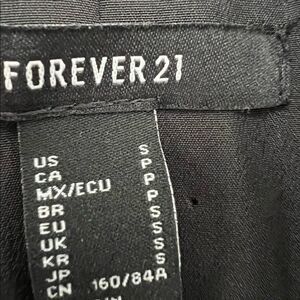 FOREVER 21
US S
CA P
MX/ECU P
BR P
EU S
UK S
KR S
JP S
CN 160/84A